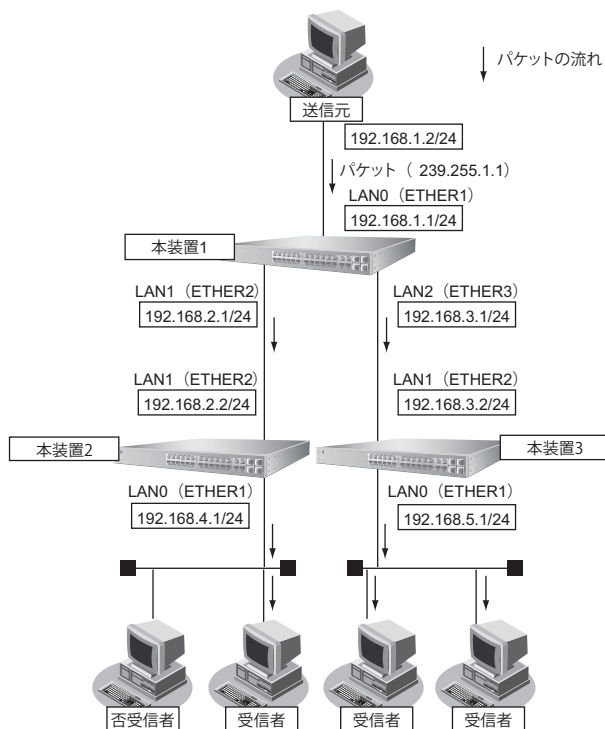 パケットの流れ
送信元
192.168.1.2/24
パケット（ 239.255.1.1）
LAN0（ETHER1）
192.168.1.1/24
本装置1
LAN1（ETHER2）
192.168.2.1/24
LAN2（ETHER3）
192.168.3.1/24
LAN1（ETHER2）
192.168.2.2/24
LAN1（ETHER2）
192.168.3.2/24
本装置2
本装置3
LAN0（ETHER1）
192.168.4.1/24
LAN0（ETHER1）
192.168.5.1/24
否受信者
受信者
受信者
受信者